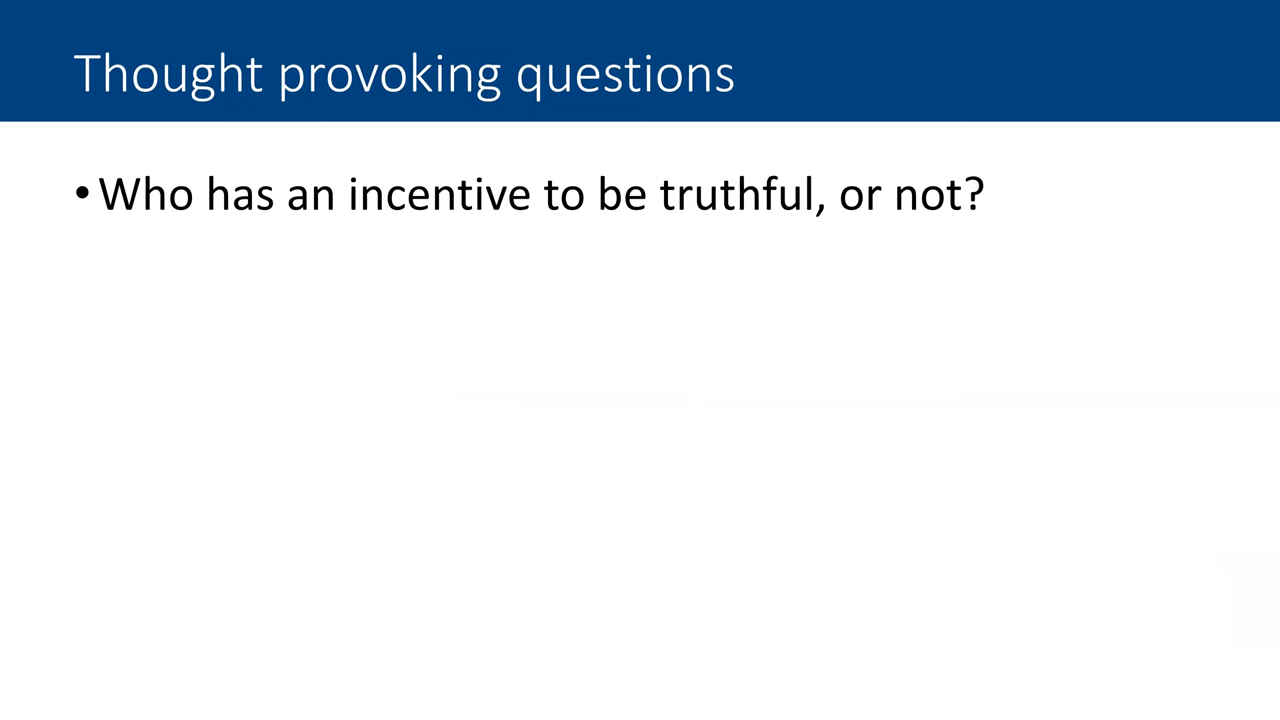 Thought provoking questions
• Who has an incentive to be truthful, or not?